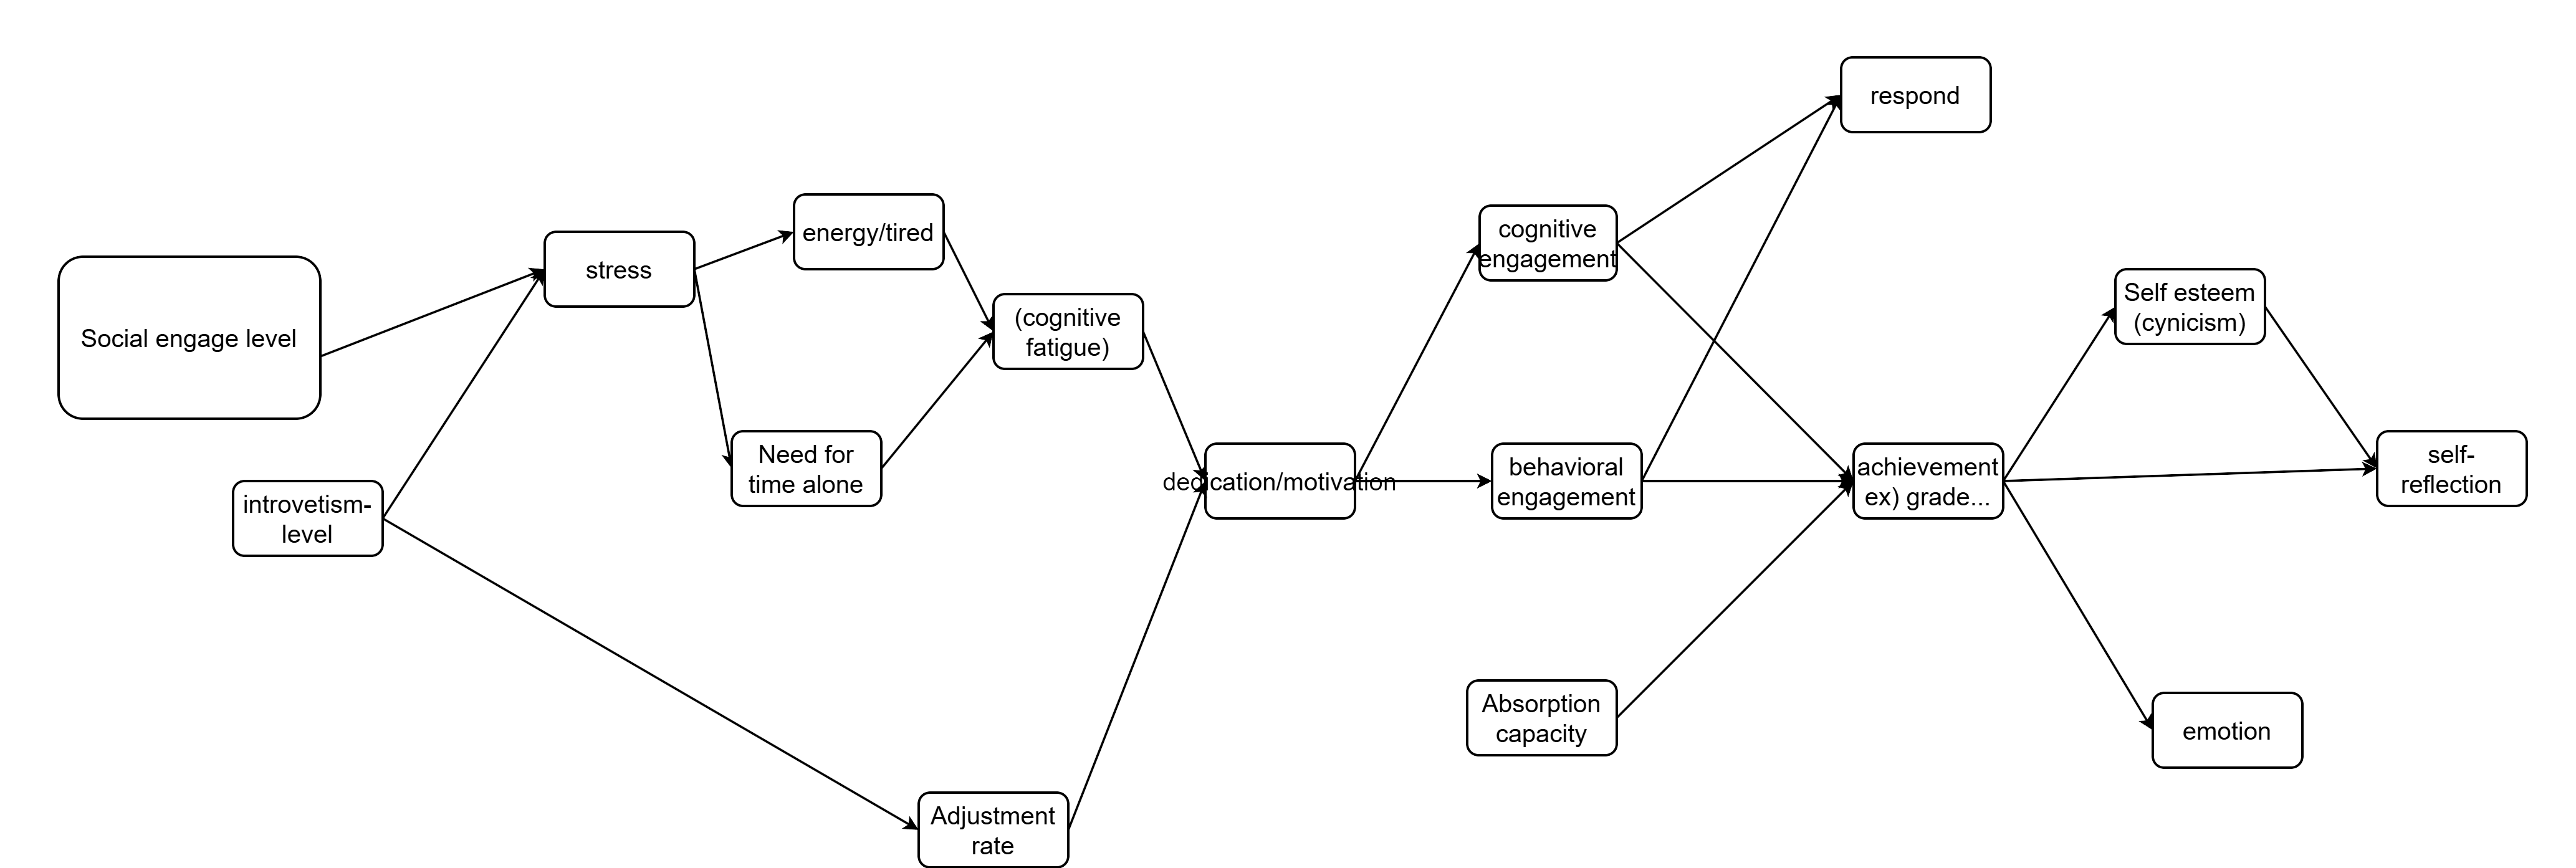 respond
cognitive
engagement
energy/tired
stress
Social engage level
(cognitive
fatigue)
Self esteem
(cynicism)
Need for
time alone
introvetism-
level
dedication/motivation
behavioral
engagement
achievement
ex) grade...
self-
reflection
Absorption
capacity
emotion
Adjustment
rate